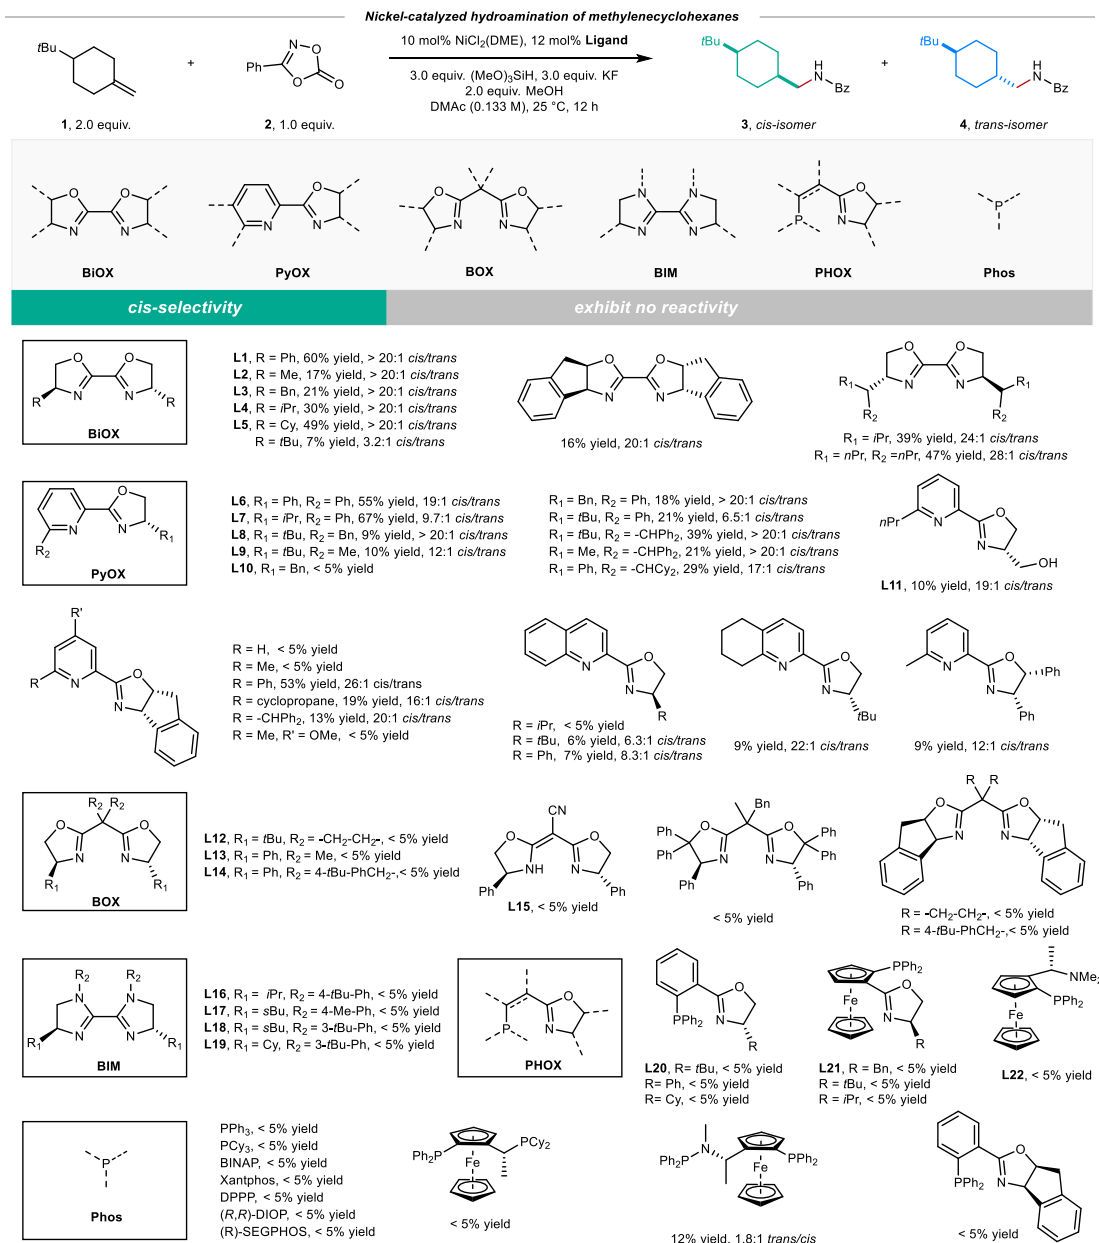 Nickel-catalyzed hydroamination of methylenecyclohexanes
tBu
1, 2.0 equiv.
+
Ph
N
O
O
O
2, 1.0 equiv.
10 mol% NiCl2(DME), 12 mol% Ligand
3.0 equiv. (MeO)3SiH, 3.0 equiv. KF
2.0 equiv. MeOH
DMAc (0.133 M), 25 °C, 12 h
tBu
H
N
Bz
3, cis-isomer
+
tBu
H
N
Bz
4, trans-isomer
O O
N N
BiOX
O
N N
PyOX
O O
N N
BOX
N N
N N
BIM
O
P N
PHOX
P
Phos
cis-selectivity
exhibit no reactivity
O O
N N
R R
BiOX
L1, R = Ph, 60% yield, > 20:1 cis/trans
L2, R = Me, 17% yield, > 20:1 cis/trans
L3, R = Bn, 21% yield, > 20:1 cis/trans
L4, R = iPr, 30% yield, > 20:1 cis/trans
L5, R = Cy, 49% yield, > 20:1 cis/trans
R = tBu, 7% yield, 3.2:1 cis/trans
O O
N N
16% yield, 20:1 cis/trans
O O
N N
R1 R1
R2 R2
R1 = iPr, 39% yield, 24:1 cis/trans
R1 = nPr, R2 =nPr, 47% yield, 28:1 cis/trans
O
N N
R2 R1
PyOX
L6, R1 = Ph, R2 = Ph, 55% yield, 19:1 cis/trans
L7, R1 = iPr, R2 = Ph, 67% yield, 9.7:1 cis/trans
L8, R1 = tBu, R2 = Bn, 9% yield, > 20:1 cis/trans
L9, R1 = tBu, R2 = Me, 10% yield, 12:1 cis/trans
L10, R1 = Bn, < 5% yield
R1 = Bn, R2 = Ph, 18% yield, > 20:1 cis/trans
R1 = tBu, R2 = Ph, 21% yield, 6.5:1 cis/trans
R1 = tBu, R2 = -CHPh2, 39% yield, > 20:1 cis/trans
R1 = Me, R2 = -CHPh2, 21% yield, > 20:1 cis/trans
R1 = Ph, R2 = -CHCy2, 29% yield, 17:1 cis/trans
nPr
N
O
N
OH
L11, 10% yield, 19:1 cis/trans
R'
R
N
O
N
R = H, < 5% yield
R = Me, < 5% yield
R = Ph, 53% yield, 26:1 cis/trans
R = cyclopropane, 19% yield, 16:1 cis/trans
R = -CHPh2, 13% yield, 20:1 cis/trans
R = Me, R' = OMe, < 5% yield
N
O
N
R
R = iPr, < 5% yield
R = tBu, 6% yield, 6.3:1 cis/trans
R = Ph, 7% yield, 8.3:1 cis/trans
N
O
N
tBu
9% yield, 22:1 cis/trans
Me
N
O
N
Ph
Ph
9% yield, 12:1 cis/trans
R2 R2
O O
N N
R1 R1
BOX
L12, R1 = tBu, R2 = -CH2-CH2-, < 5% yield
L13, R1 = Ph, R2 = Me, < 5% yield
L14, R1 = Ph, R2 = 4-tBu-PhCH2-,< 5% yield
CN
O O
NH N
Ph Ph
L15, < 5% yield
Bn
O O
Ph Ph
Ph Ph
N N
Ph Ph
< 5% yield
R R
O O
N N
R = -CH2-CH2-, < 5% yield
R = 4-tBu-PhCH2-,< 5% yield
R2 R2
N N
N N
R1 R1
BIM
L16, R1 = iPr, R2 = 4-tBu-Ph, < 5% yield
L17, R1 = sBu, R2 = 4-Me-Ph, < 5% yield
L18, R1 = sBu, R2 = 3-tBu-Ph, < 5% yield
L19, R1 = Cy, R2 = 3-tBu-Ph, < 5% yield
O
P N
PHOX
O
N
PPh2
R
L20, R= tBu, < 5% yield
R= Ph, < 5% yield
R= Cy, < 5% yield
PPh2
Fe
O
N
R
L21, R = Bn, < 5% yield
R = tBu, < 5% yield
R = iPr, < 5% yield
NMe2
PPh2
Fe
L22, < 5% yield
P
Phos
PPh3, < 5% yield
PCy3, < 5% yield
BINAP, < 5% yield
Xantphos, < 5% yield
DPPP, < 5% yield
(R,R)-DIOP, < 5% yield
(R)-SEGPHOS, < 5% yield
Ph2P
PCy2
Fe
< 5% yield
N
Ph2P
PPh2
Fe
12% yield, 1.8:1 trans/cis
O
N
PPh2
< 5% yield